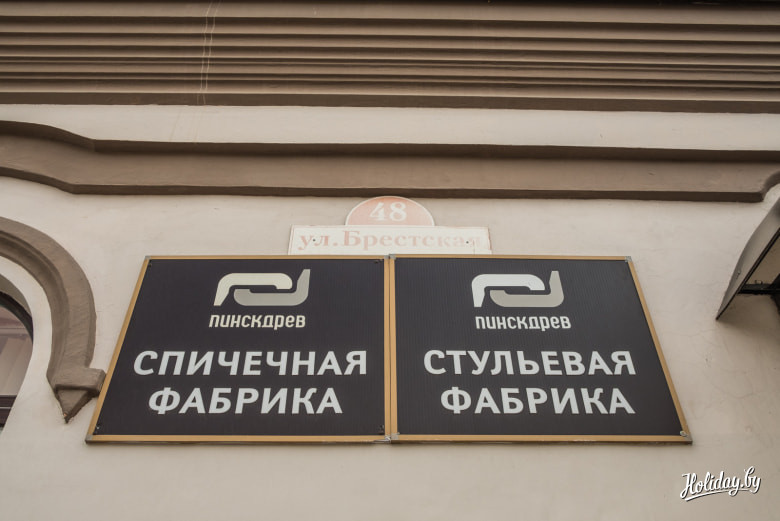 48
ул.Брестская
пинскдрев
СПИЧЕЧНАЯ
ФАБРИКА
пинскдрев
СТУЛЬЕВАЯ
ФАБРИКА
Holiday.by